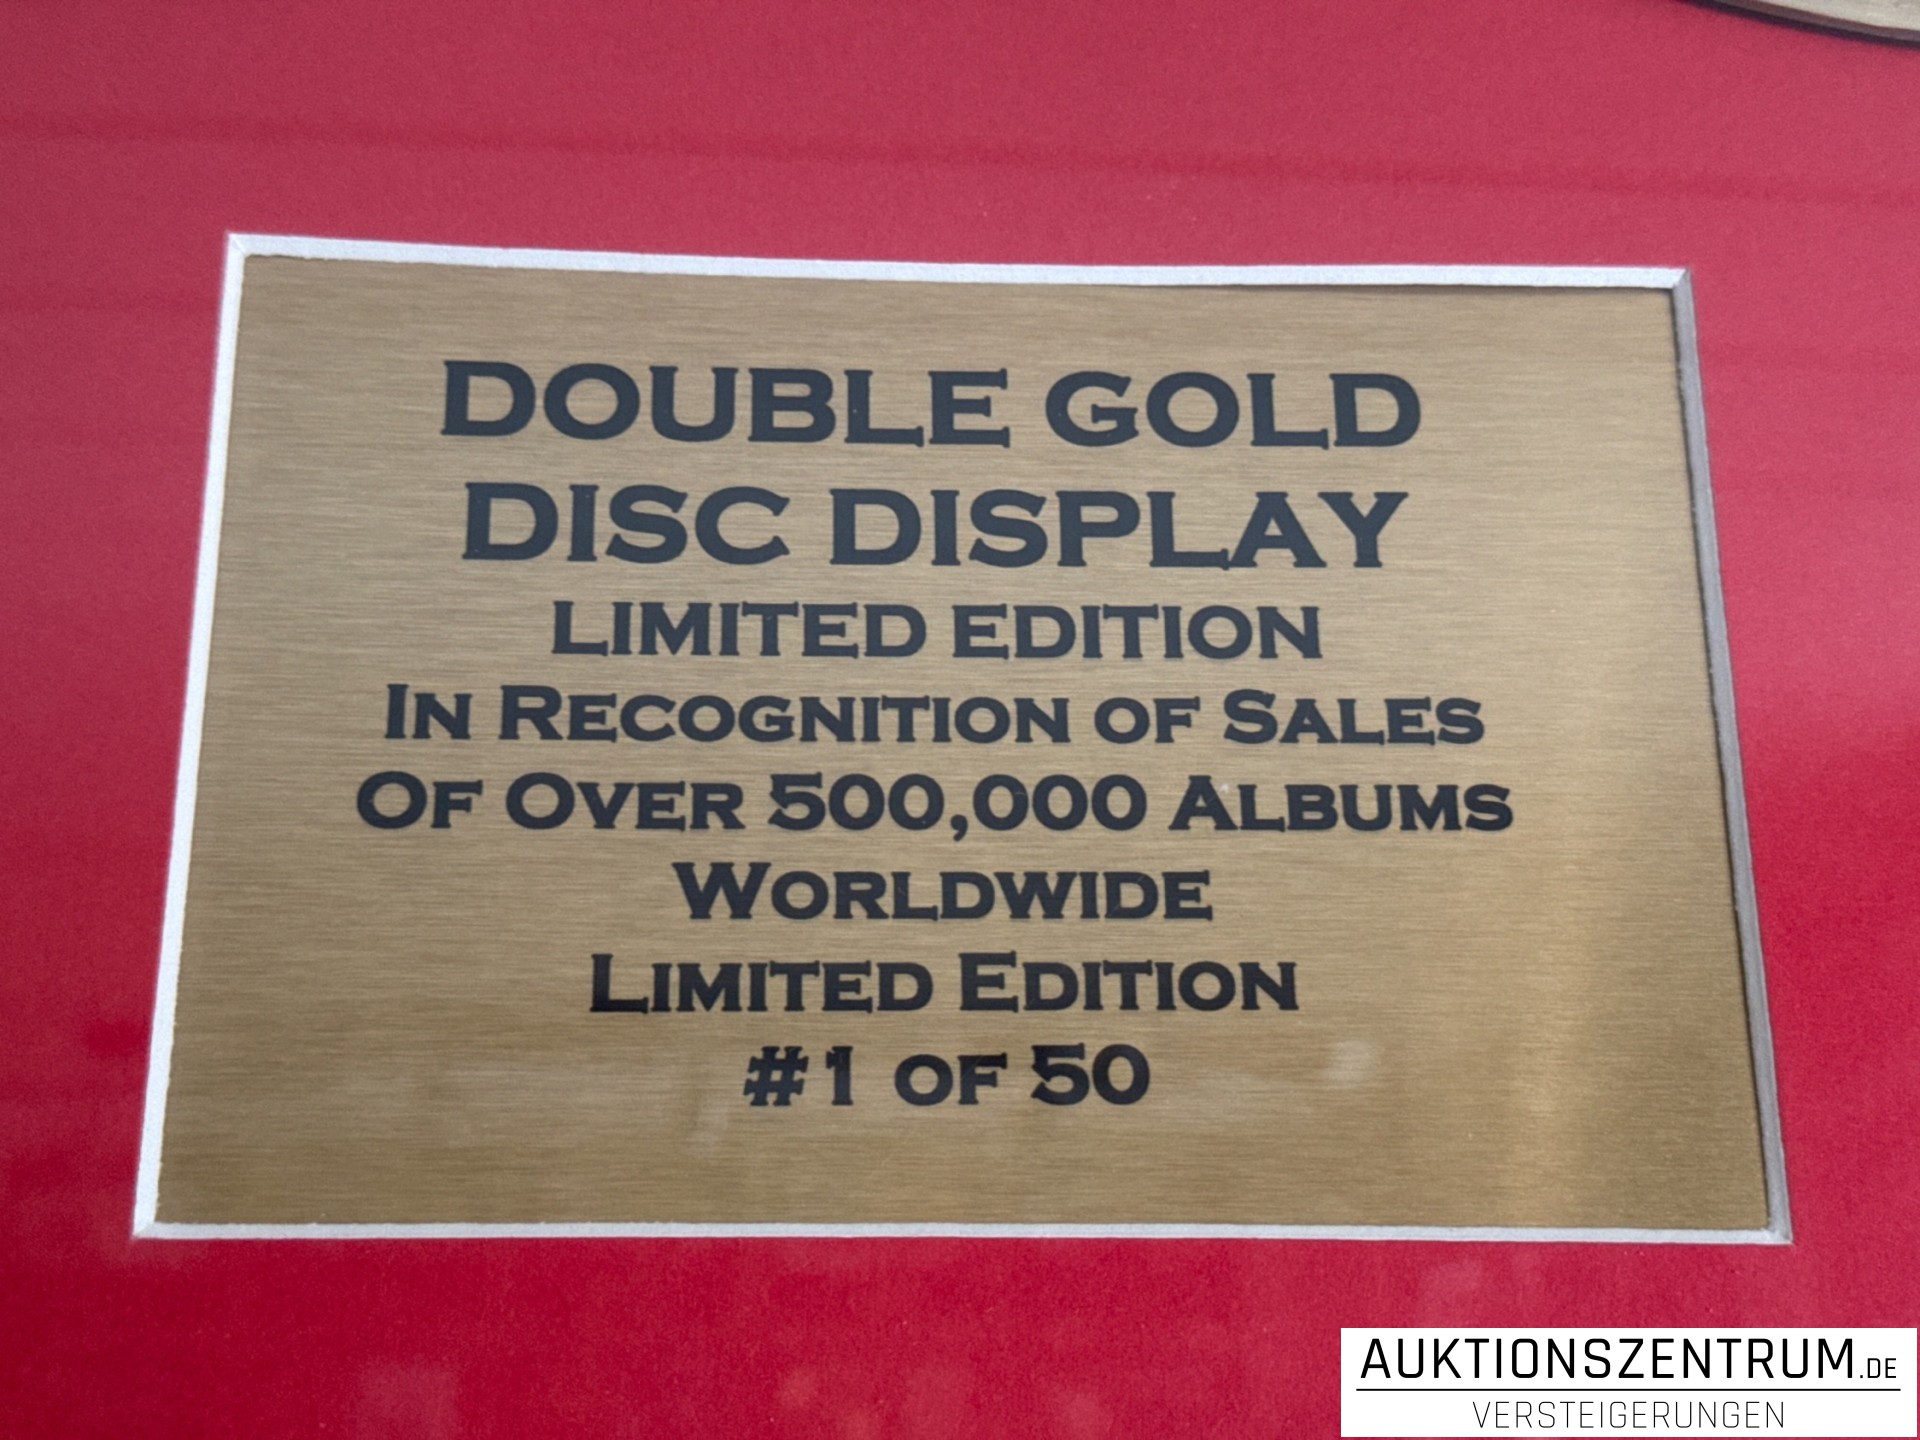 DOUBLE GOLD
DISC DISPLAY
LIMITED EDITION
IN RECOGNITION OF SALES
OF OVER 500,000 ALBUMS
WORLDWIDE
LIMITED EDITION
#1 OF 50
AUKTIONSZENTRUM.DE
VERSTEIGERUNGEN